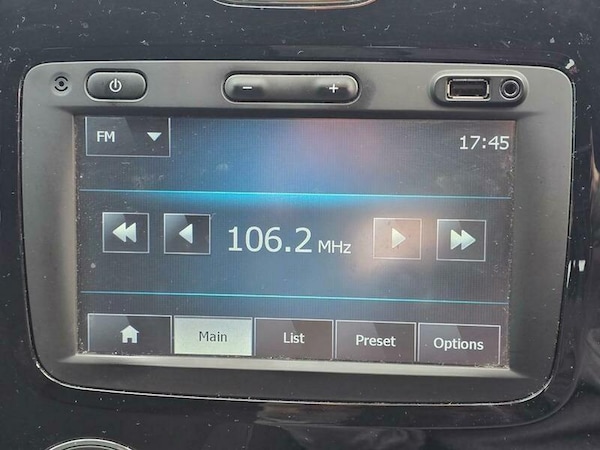 FM
17:45
106.2 MHz
Main
List
Preset
Options